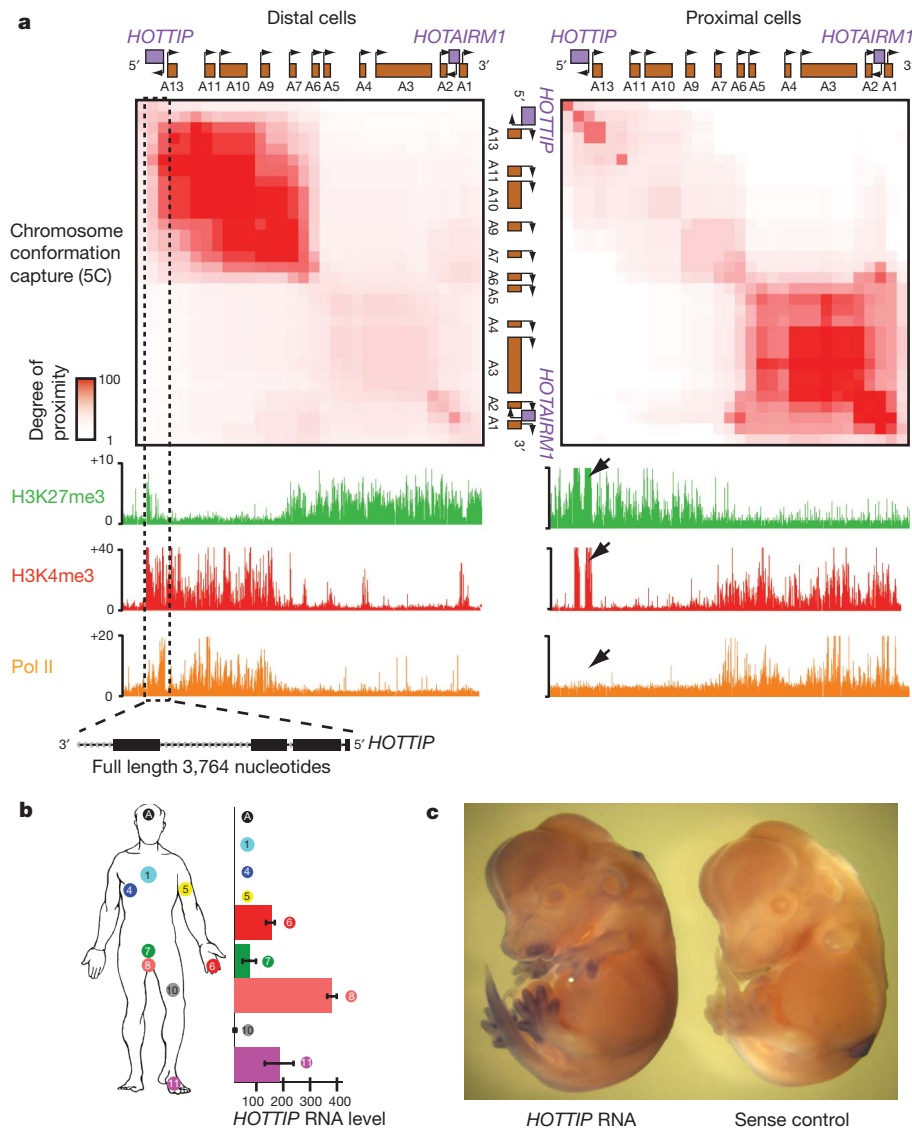 a
Distal cells
Proximal cells
HOTTIP
HOTAIRM1
HOTTIP
HOTAIRM1
5′
3′
5′
3′
A13 A11 A10 A9 A7 A6 A5 A4 A3 A2 A1
A13 A11 A10 A9 A7 A6 A5 A4 A3 A2 A1
5′
HOTTIP
A13
A11
A10
A9
A7
A6
A5
A4
A3
A2
A1
HOTAIRM1
3′
Chromosome
conformation
capture (5C)
Degree of
proximity
100
1
+10
H3K27me3
0
+40
H3K4me3
0
+20
Pol II
0
3′
5′ HOTTIP
Full length 3,764 nucleotides
b
A
1
4
5
7
8
6
10
11
A
1
4
5
6
7
8
10
11
100 200 300 400
HOTTIP RNA level
c
HOTTIP RNA
Sense control